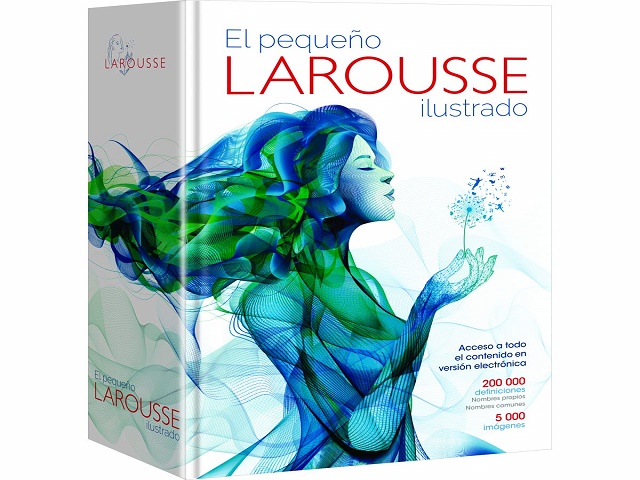 LAROUSSE
El pequeño
LAROUSSE
ilustrado
El pequeño
LAROUSSE
ilustrado
Acceso a todo
el contenido en
versión electrónica
200 000
definiciones
Nombres propios
Nombres comunes
5 000
imágenes